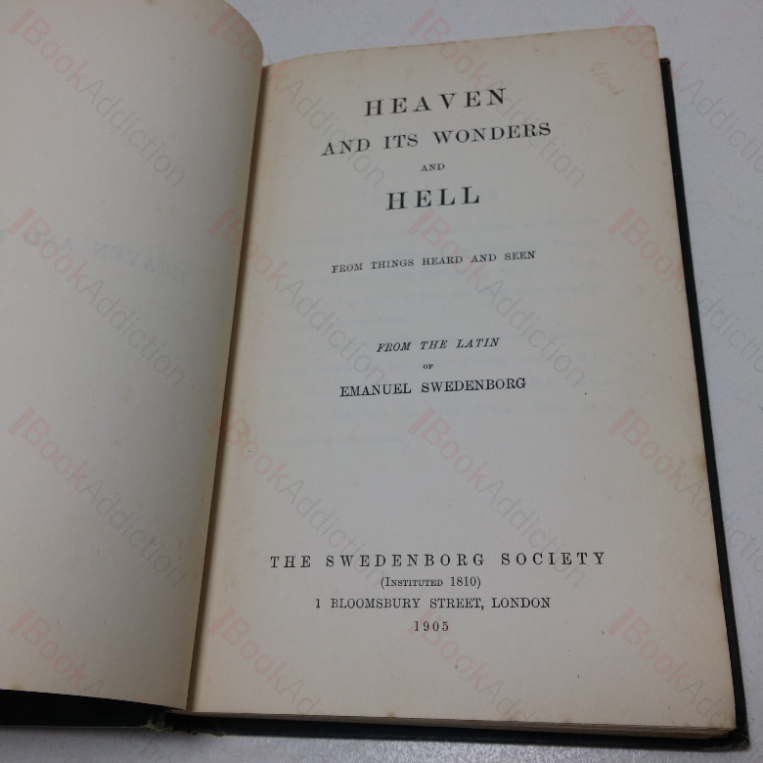 HEAVEN
AND ITS WONDERS
AND
HELL
FROM THINGS HEARD AND SEEN
FROM THE LATIN
OF
EMANUEL SWEDENBORG
THE SWEDENBORG SOCIETY
(Instituted 1810)
1 BLOOMSBURY STREET, LONDON
1905
BookAddiction